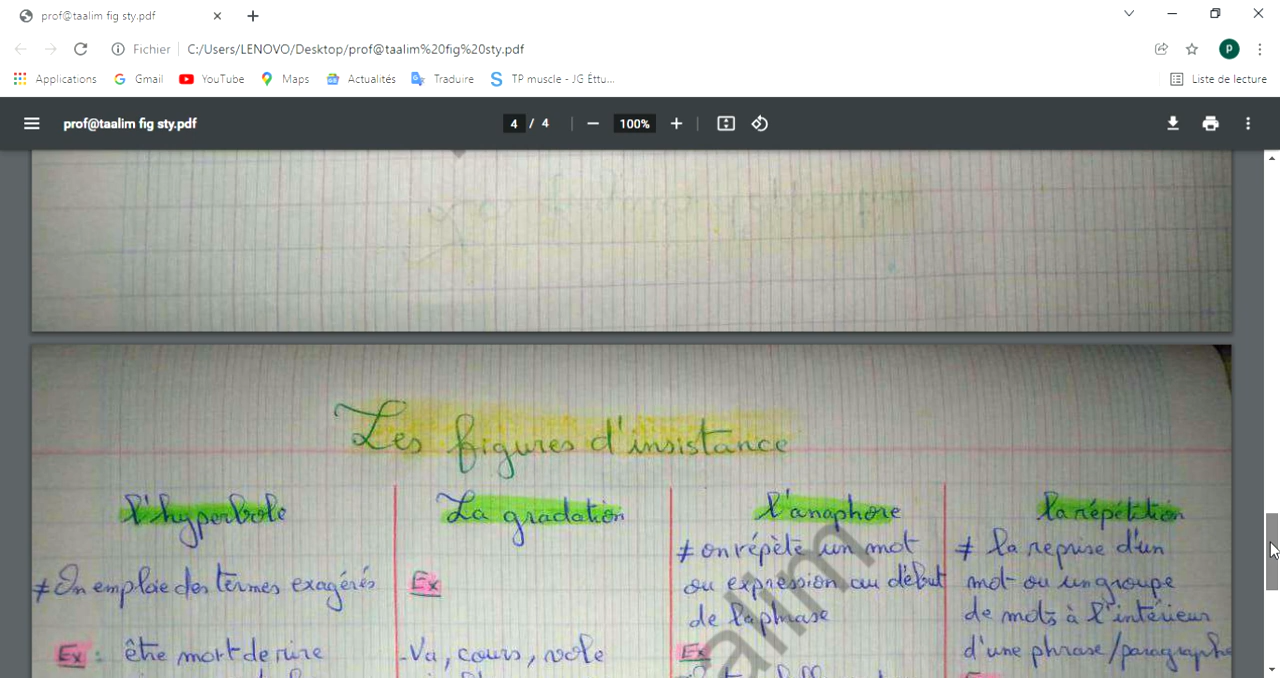 prof@taalim fig sty.pdf
Fichier C:/Users/LENOVO/Desktop/prof@taalim%20fig%20sty.pdf
P
Applications Gmail YouTube Maps Actualités Traduire TP muscle - JG Éttu... Liste de lecture
prof@taalim fig sty.pdf 4 / 4 100%
Les figures d'insistance
l'hyperbole
≠ On emploie des termes exagérés
Ex : être mort de rire
La gradation
Ex
- Va, cours, vole
l'anaphore
≠ on répète un mot
ou expression au début
de la phrase
Ex
la répétition
≠ la reprise d'un
mot ou un groupe
de mots à l'intérieur
d'une phrase/paragraphe
alim